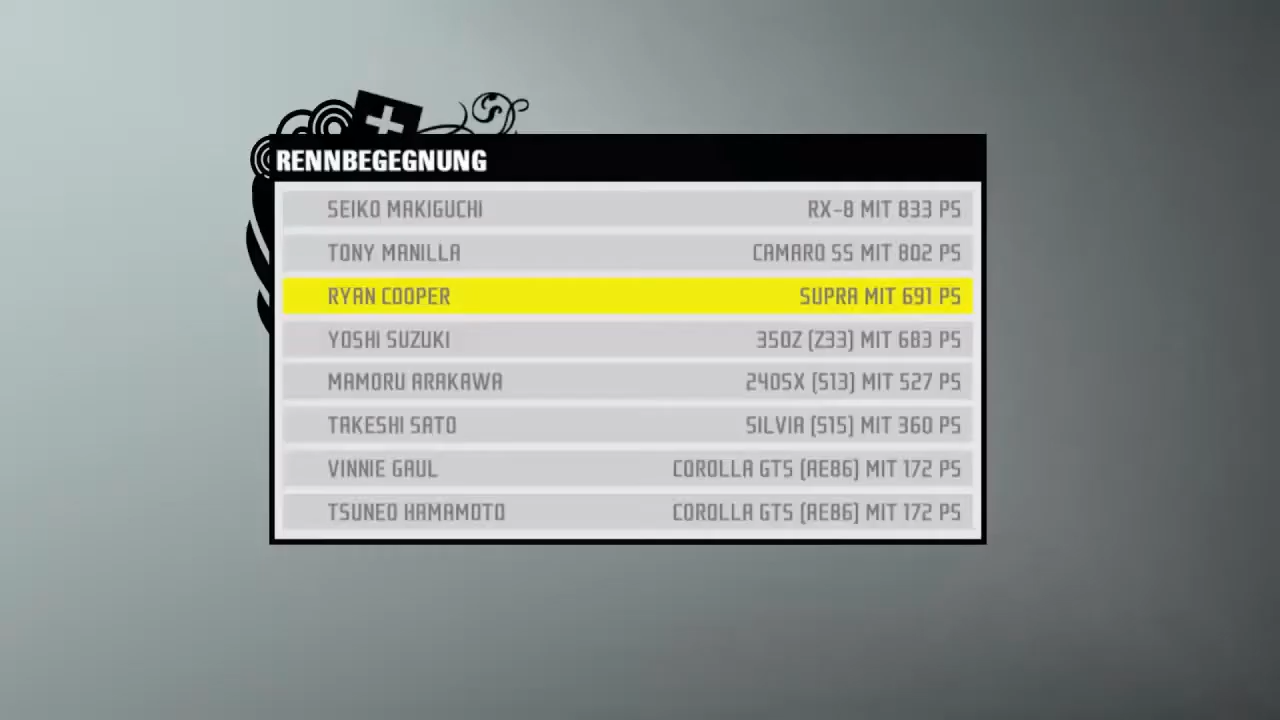 RENNBEGEGNUNG
SEIKO MAKIGUCHI RX-8 MIT 833 PS
TONY MANILLA CAMARO SS MIT 802 PS
RYAN COOPER SUPRA MIT 691 PS
YOSHI SUZUKI 350Z (Z33) MIT 683 PS
MAMORU ARAKAWA 240SX (S13) MIT 527 PS
TAKESHI SATO SILVIA (S15) MIT 360 PS
VINNIE GAUL COROLLA GTS (AE86) MIT 172 PS
TSUNEO HAMAMOTO COROLLA GTS (AE86) MIT 172 PS